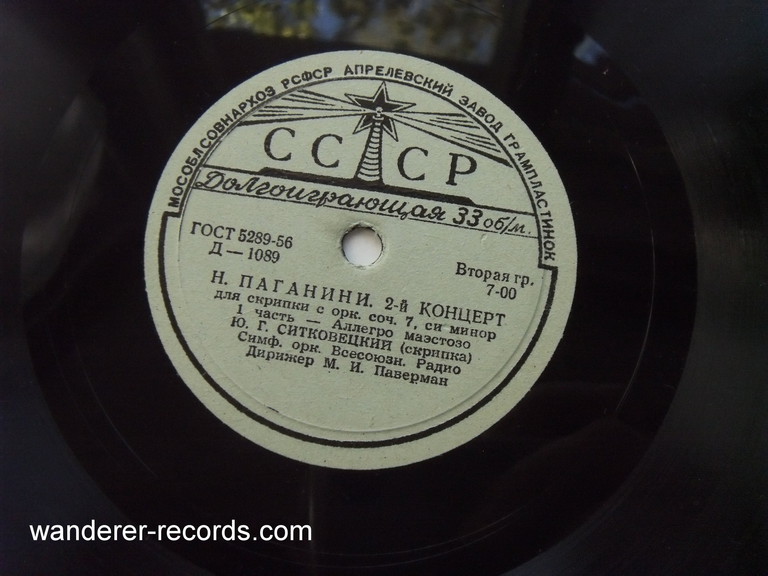 МОСОБЛСОВНАРХОЗ РСФСР АПРЕЛЕВСКИЙ ЗАВОД ГРАМПЛАСТИНОК
СССР
Долгоиграющая 33 об/м.
ГОСТ 5289-56
Д — 1089
Вторая гр.
7-00
Н. ПАГАНИНИ. 2-й КОНЦЕРТ
для скрипки с орк. соч. 7, си минор
1 часть — Аллегро маэстозо
Ю. Г. СИТКОВЕЦКИЙ (скрипка)
Симф. орк. Всесоюзн. Радио
Дирижер М. И. Паверман
wanderer-records.com